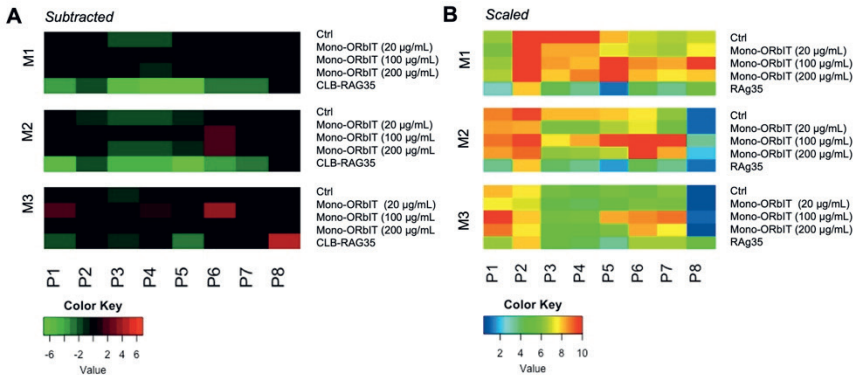 A
Subtracted
M1
Ctrl
Mono-ORbIT (20 µg/mL)
Mono-ORbIT (100 µg/mL)
Mono-ORbIT (200 µg/mL)
CLB-RAG35
M2
Ctrl
Mono-ORbIT (20 µg/mL)
Mono-ORbIT (100 µg/mL
Mono-ORbIT (200 µg/mL
CLB-RAG35
M3
Ctrl
Mono-ORbIT (20 µg/mL)
Mono-ORbIT (100 µg/mL
Mono-ORbIT (200 µg/mL
CLB-RAG35
P1 P2 P3 P4 P5 P6 P7 P8
Color Key
-6 -2 2 4 6
Value
B
Scaled
M1
Ctrl
Mono-ORbIT (20 µg/mL)
Mono-ORbIT (100 µg/mL)
Mono-ORbIT (200 µg/mL)
RAg35
M2
Ctrl
Mono-ORbIT (20 µg/mL)
Mono-ORbIT (100 µg/mL)
Mono-ORbIT (200 µg/mL)
RAg35
M3
Ctrl
Mono-ORbIT (20 µg/mL)
Mono-ORbIT (100 µg/mL)
Mono-ORbIT (200 µg/mL)
RAg35
P1 P2 P3 P4 P5 P6 P7 P8
Color Key
2 4 6 8 10
Value